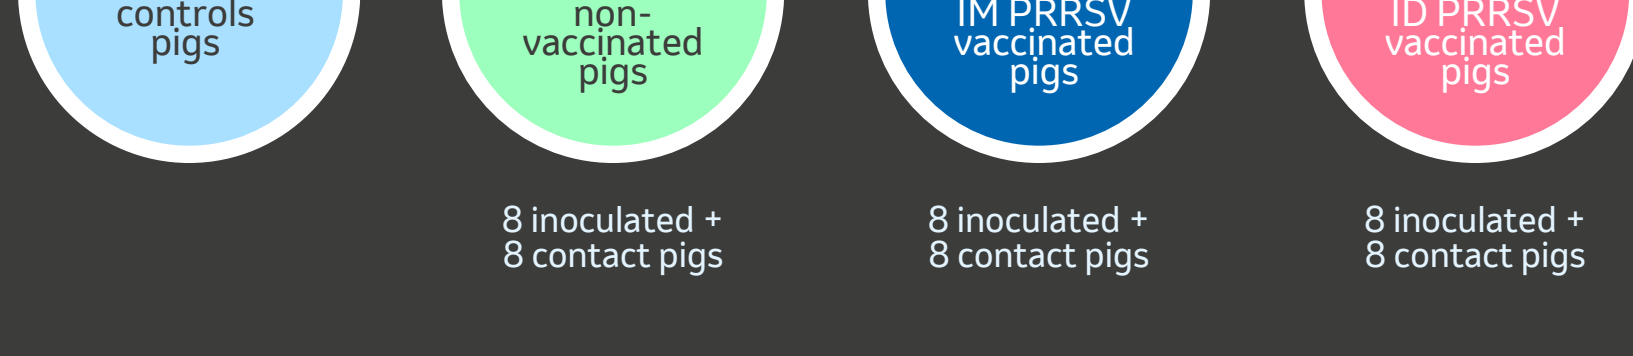 controls
pigs
non-
vaccinated
pigs
IM PRRSV
vaccinated
pigs
ID PRRSV
vaccinated
pigs
8 inoculated +
8 contact pigs
8 inoculated +
8 contact pigs
8 inoculated +
8 contact pigs